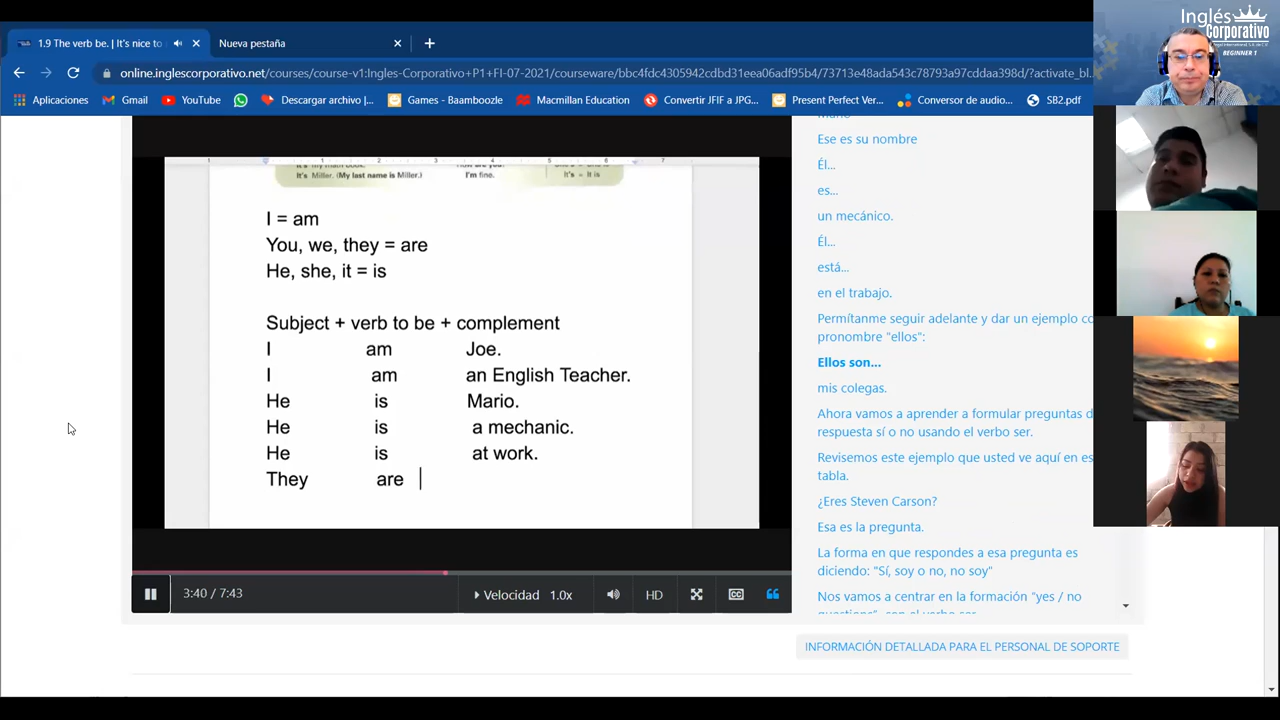 1.9 The verb be. | It's nice to
Nueva pestaña
online.inglescorporativo.net/courses/course-v1:Ingles-Corporativo+P1+FI-07-2021/courseware/bbc4fdc4305942cdbd31eea06adf95b4/73713e48ada543c78793a97cddaa398d/?activate_bl...
Aplicaciones
Gmail
YouTube
Descargar archivo |...
Games - Baamboozle
Macmillan Education
Convertir JFIF a JPG...
Present Perfect Ver...
Conversor de audio...
SB2.pdf
Inglés
Corporativo
BEGINNER 1
It's Miller. (My last name is Miller.)
I'm fine.
It's = It is
I = am
You, we, they = are
He, she, it = is
Subject + verb to be + complement
I am Joe.
I am an English Teacher.
He is Mario.
He is a mechanic.
He is at work.
They are
Ese es su nombre
Él...
es...
un mecánico.
Él...
está...
en el trabajo.
Permítanme seguir adelante y dar un ejemplo co
pronombre "ellos":
Ellos son...
mis colegas.
Ahora vamos a aprender a formular preguntas d
respuesta sí o no usando el verbo ser.
Revisemos este ejemplo que usted ve aquí en es
tabla.
¿Eres Steven Carson?
Esa es la pregunta.
La forma en que respondes a esa pregunta es
diciendo: "Sí, soy o no, no soy"
Nos vamos a centrar en la formación "yes / no
3:40 / 7:43
Velocidad 1.0x
HD
INFORMACIÓN DETALLADA PARA EL PERSONAL DE SOPORTE